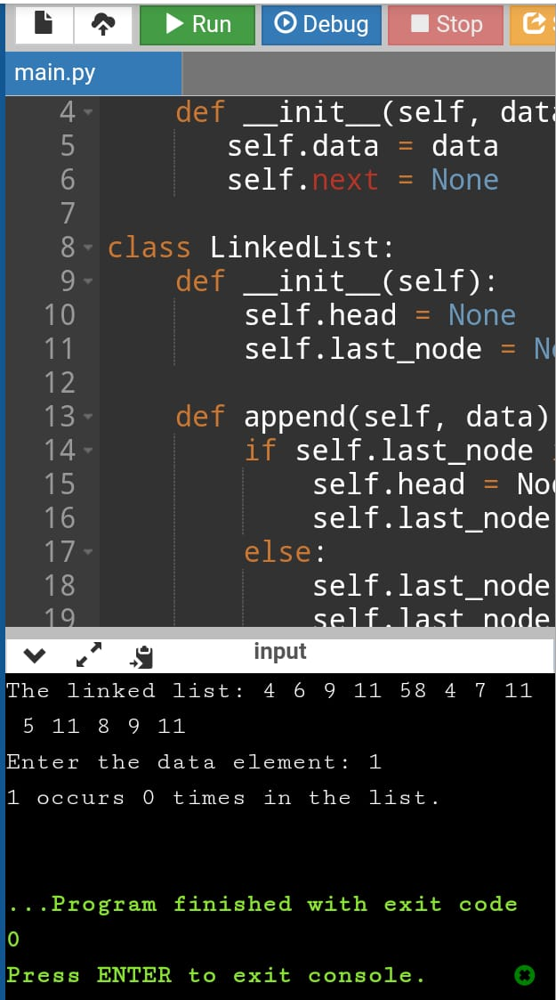 Run Debug Stop
main.py
4 def __init__(self, data
5 self.data = data
6 self.next = None
7
8 class LinkedList:
9 def __init__(self):
10 self.head = None
11 self.last_node = No
12
13 def append(self, data)
14 if self.last_node
15 self.head = Nod
16 self.last_node
17 else:
18 self.last_node
19 self.last_node
input
The linked list: 4 6 9 11 58 4 7 11
5 11 8 9 11
Enter the data element: 1
1 occurs 0 times in the list.
...Program finished with exit code
0
Press ENTER to exit console.